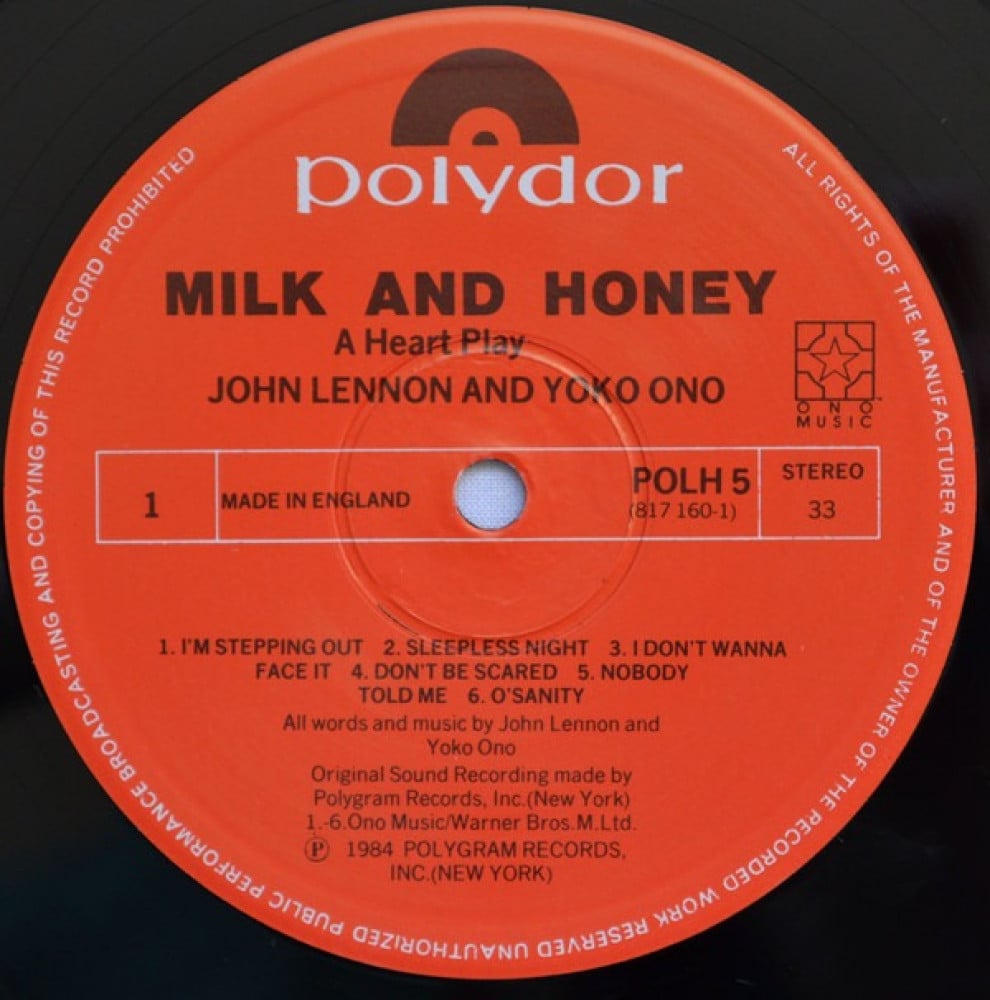 polydor
MILK AND HONEY
A Heart Play
JOHN LENNON AND YOKO ONO
ONO™
MUSIC
1
MADE IN ENGLAND
POLH 5
(817 160-1)
STEREO
33
1. I'M STEPPING OUT 2. SLEEPLESS NIGHT 3. I DON'T WANNA
FACE IT 4. DON'T BE SCARED 5. NOBODY
TOLD ME 6. O'SANITY
All words and music by John Lennon and
Yoko Ono
Original Sound Recording made by
Polygram Records, Inc.(New York)
1.-6.Ono Music/Warner Bros.M.Ltd.
℗ 1984 POLYGRAM RECORDS,
INC.(NEW YORK)
ALL RIGHTS OF THE MANUFACTURER AND OF THE OWNER OF THE RECORDED WORK RESERVED UNAUTHORIZED PUBLIC PERFORMANCE BROADCASTING AND COPYING OF THIS RECORD PROHIBITED